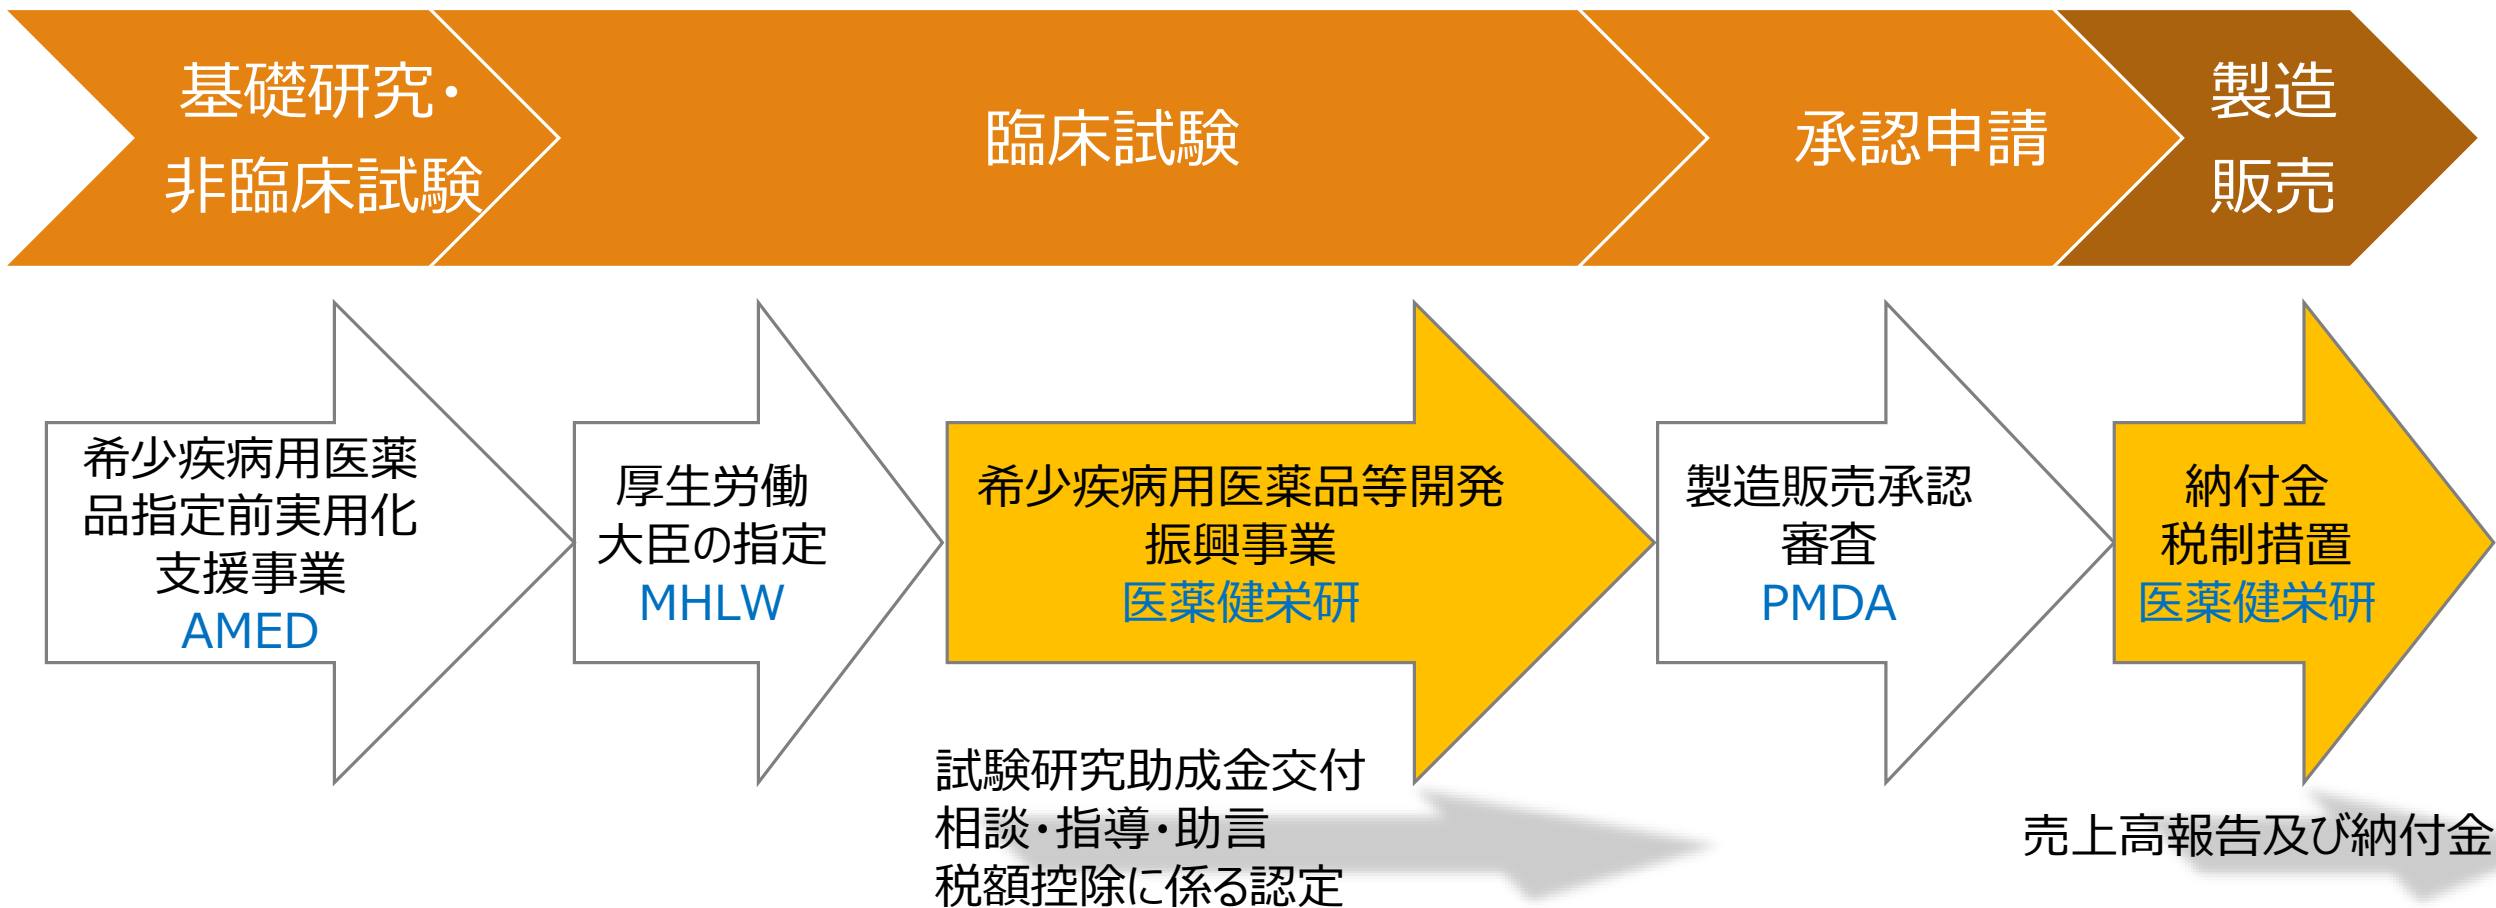 基礎研究・
非臨床試験
臨床試験
承認申請
製造
販売
希少疾病用医薬
品指定前実用化
支援事業
AMED
厚生労働
大臣の指定
MHLW
希少疾病用医薬品等開発
振興事業
医薬健栄研
製造販売承認
審査
PMDA
納付金
税制措置
医薬健栄研
試験研究助成金交付
相談・指導・助言
税額控除に係る認定
売上高報告及び納付金